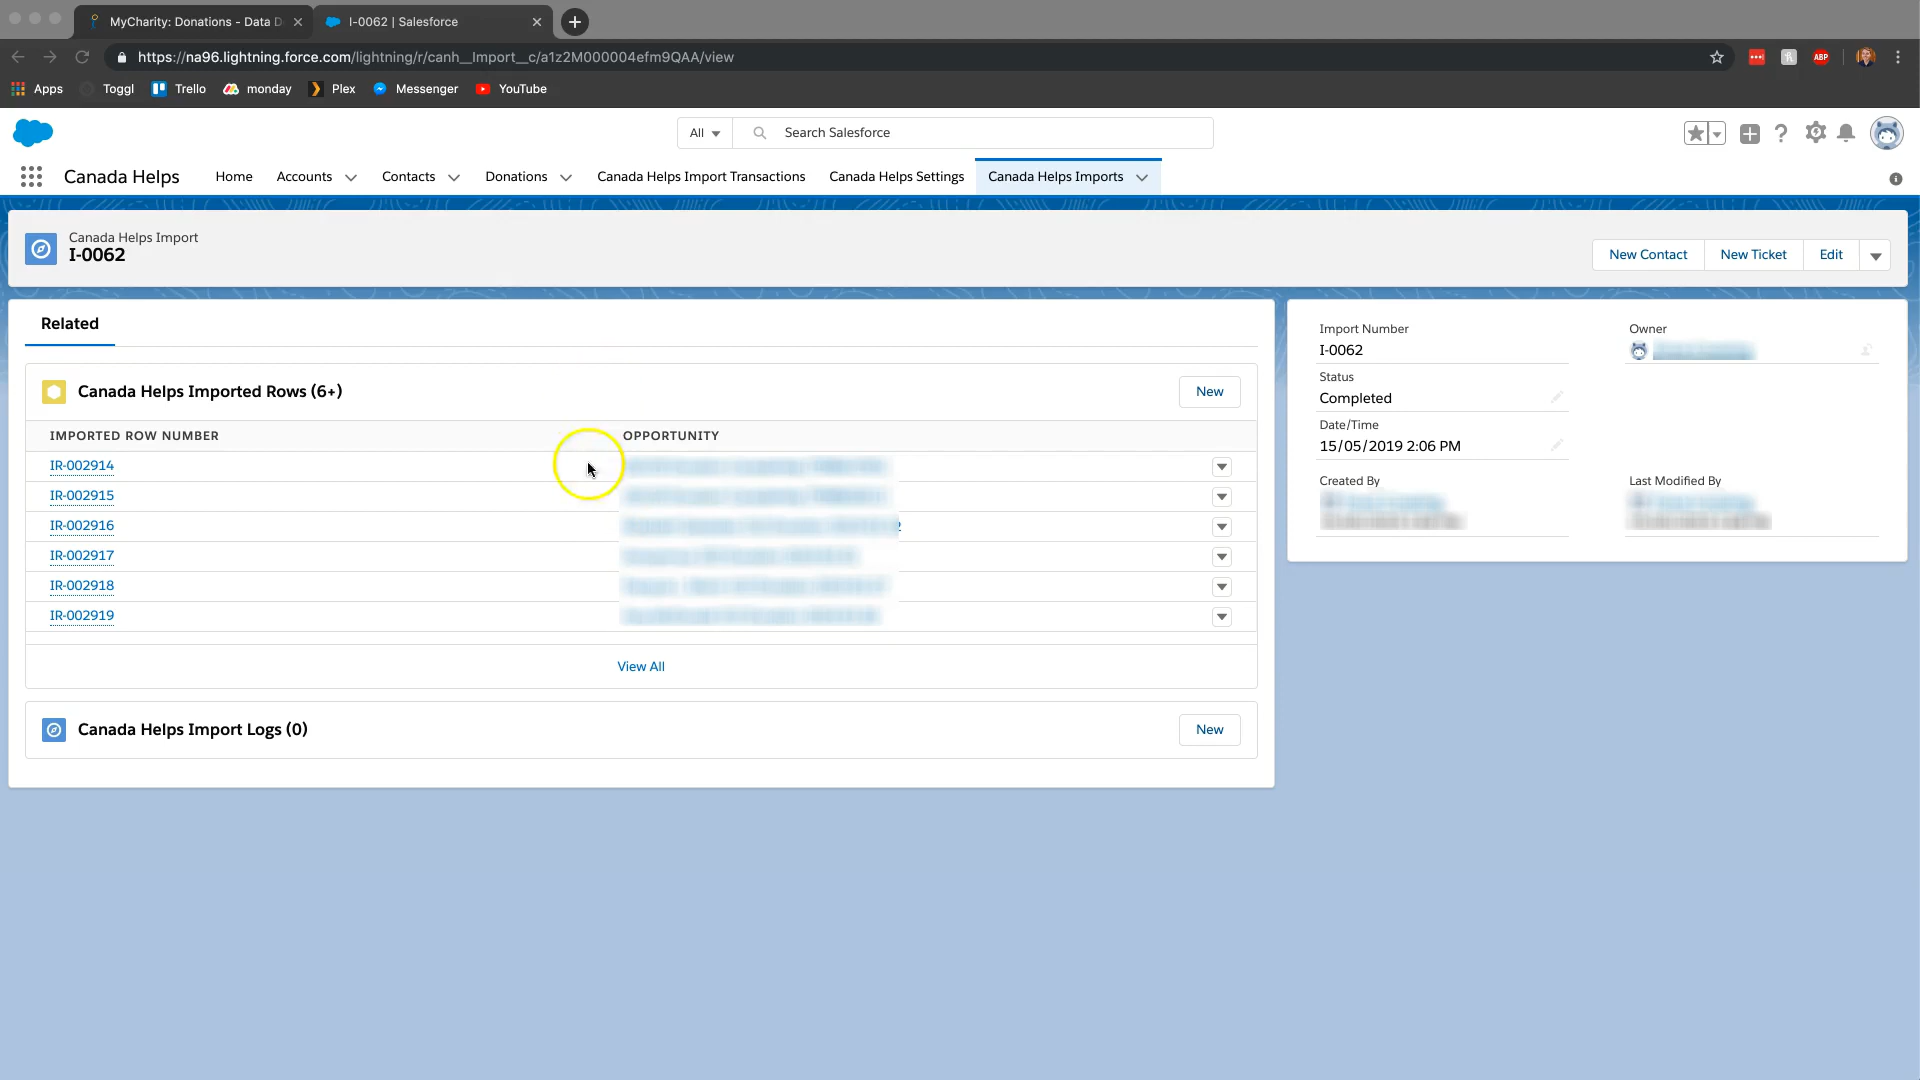 MyCharity: Donations - Data D
I-0062 | Salesforce
https://na96.lightning.force.com/lightning/r/canh__Import__c/a1z2M000004efm9QAA/view
ABP
Apps Toggl Trello monday Plex Messenger YouTube
All Search Salesforce
Canada Helps Home Accounts Contacts Donations Canada Helps Import Transactions Canada Helps Settings Canada Helps Imports
Canada Helps Import
I-0062
New Contact New Ticket Edit
Related
Canada Helps Imported Rows (6+) New
IMPORTED ROW NUMBER OPPORTUNITY
IR-002914
IR-002915
IR-002916
IR-002917
IR-002918
IR-002919
View All
Canada Helps Import Logs (0) New
Import Number Owner
I-0062
Status
Completed
Date/Time
15/05/2019 2:06 PM
Created By Last Modified By